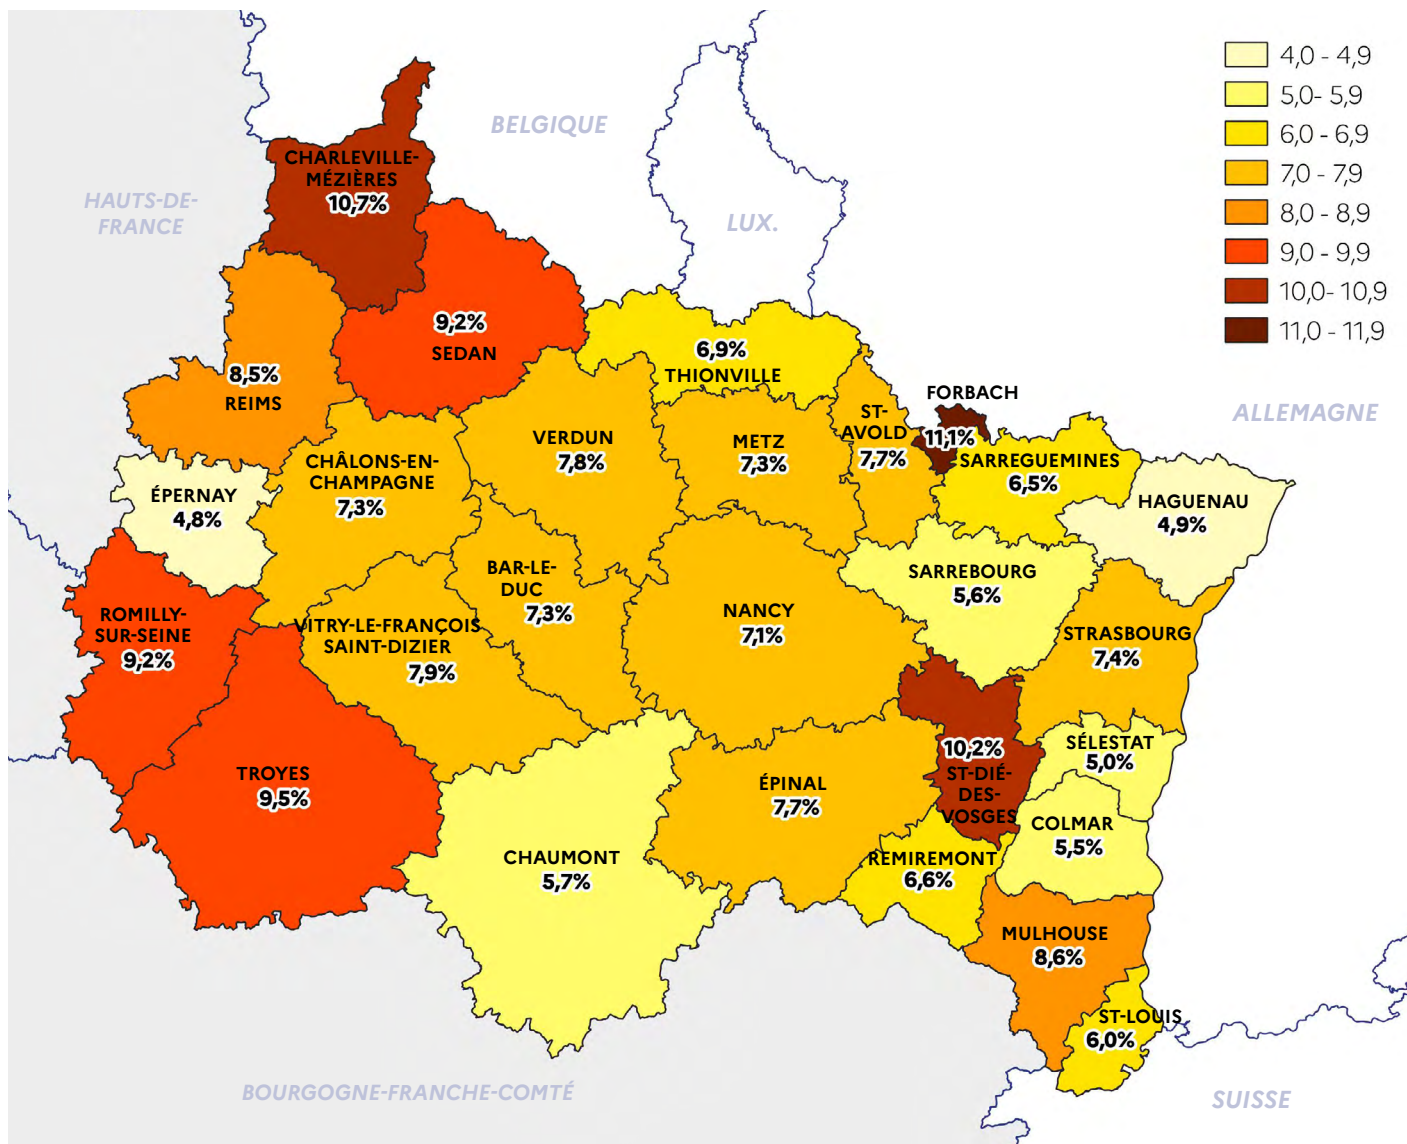 4,0 - 4,9
5,0- 5,9
6,0 - 6,9
7,0 - 7,9
8,0 - 8,9
9,0 - 9,9
10,0- 10,9
11,0 - 11,9
BELGIQUE
HAUTS-DE-
FRANCE
LUX.
ALLEMAGNE
CHARLEVILLE-
MÉZIÈRES
10,7%
9,2%
SEDAN
8,5%
REIMS
6,9%
THIONVILLE
FORBACH
11,1%
ST-
AVOLD
7,7%
VERDUN
7,8%
METZ
7,3%
SARREGUEMINES
6,5%
CHÂLONS-EN-
CHAMPAGNE
7,3%
ÉPERNAY
4,8%
HAGUENAU
4,9%
BAR-LE-
DUC
7,3%
SARREBOURG
5,6%
ROMILLY-
SUR-SEINE
9,2%
VITRY-LE-FRANÇOIS
SAINT-DIZIER
7,9%
NANCY
7,1%
STRASBOURG
7,4%
TROYES
9,5%
ÉPINAL
7,7%
10,2%
ST-DIÉ-
DES-
VOSGES
SÉLESTAT
5,0%
COLMAR
5,5%
CHAUMONT
5,7%
REMIREMONT
6,6%
MULHOUSE
8,6%
ST-LOUIS
6,0%
BOURGOGNE-FRANCHE-COMTÉ
SUISSE